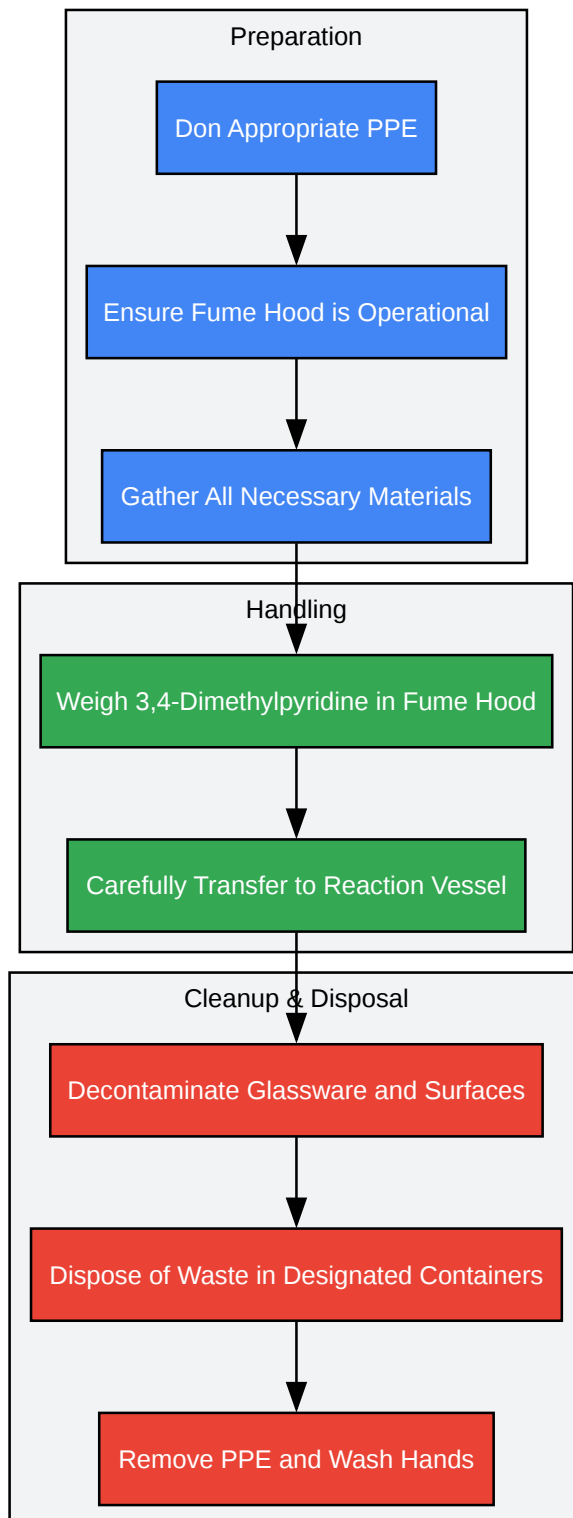 Preparation
Don Appropriate PPE
Ensure Fume Hood is Operational
Gather All Necessary Materials
Handling
Weigh 3,4-Dimethylpyridine in Fume Hood
Carefully Transfer to Reaction Vessel
Cleanup & Disposal
Decontaminate Glassware and Surfaces
Dispose of Waste in Designated Containers
Remove PPE and Wash Hands